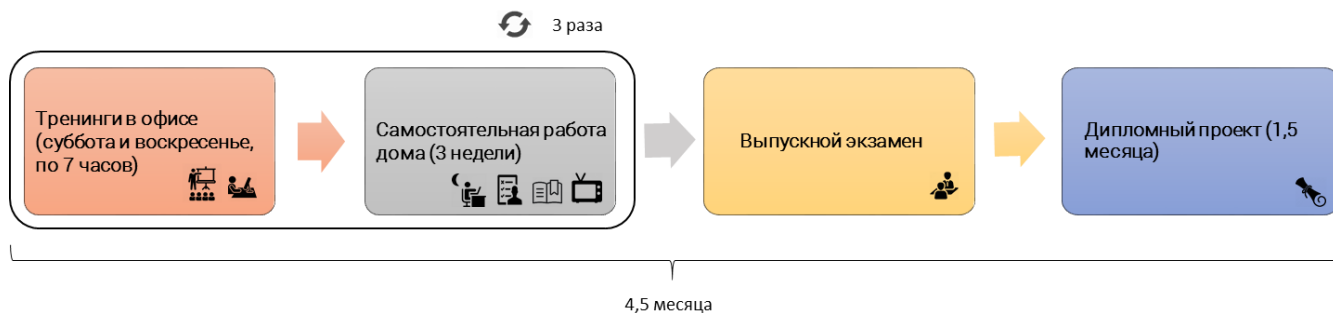 3 раза
Тренинги в офисе
(суббота и воскресенье,
по 7 часов)
Самостоятельная работа
дома (3 недели)
Выпускной экзамен
Дипломный проект (1,5
месяца)
4,5 месяца